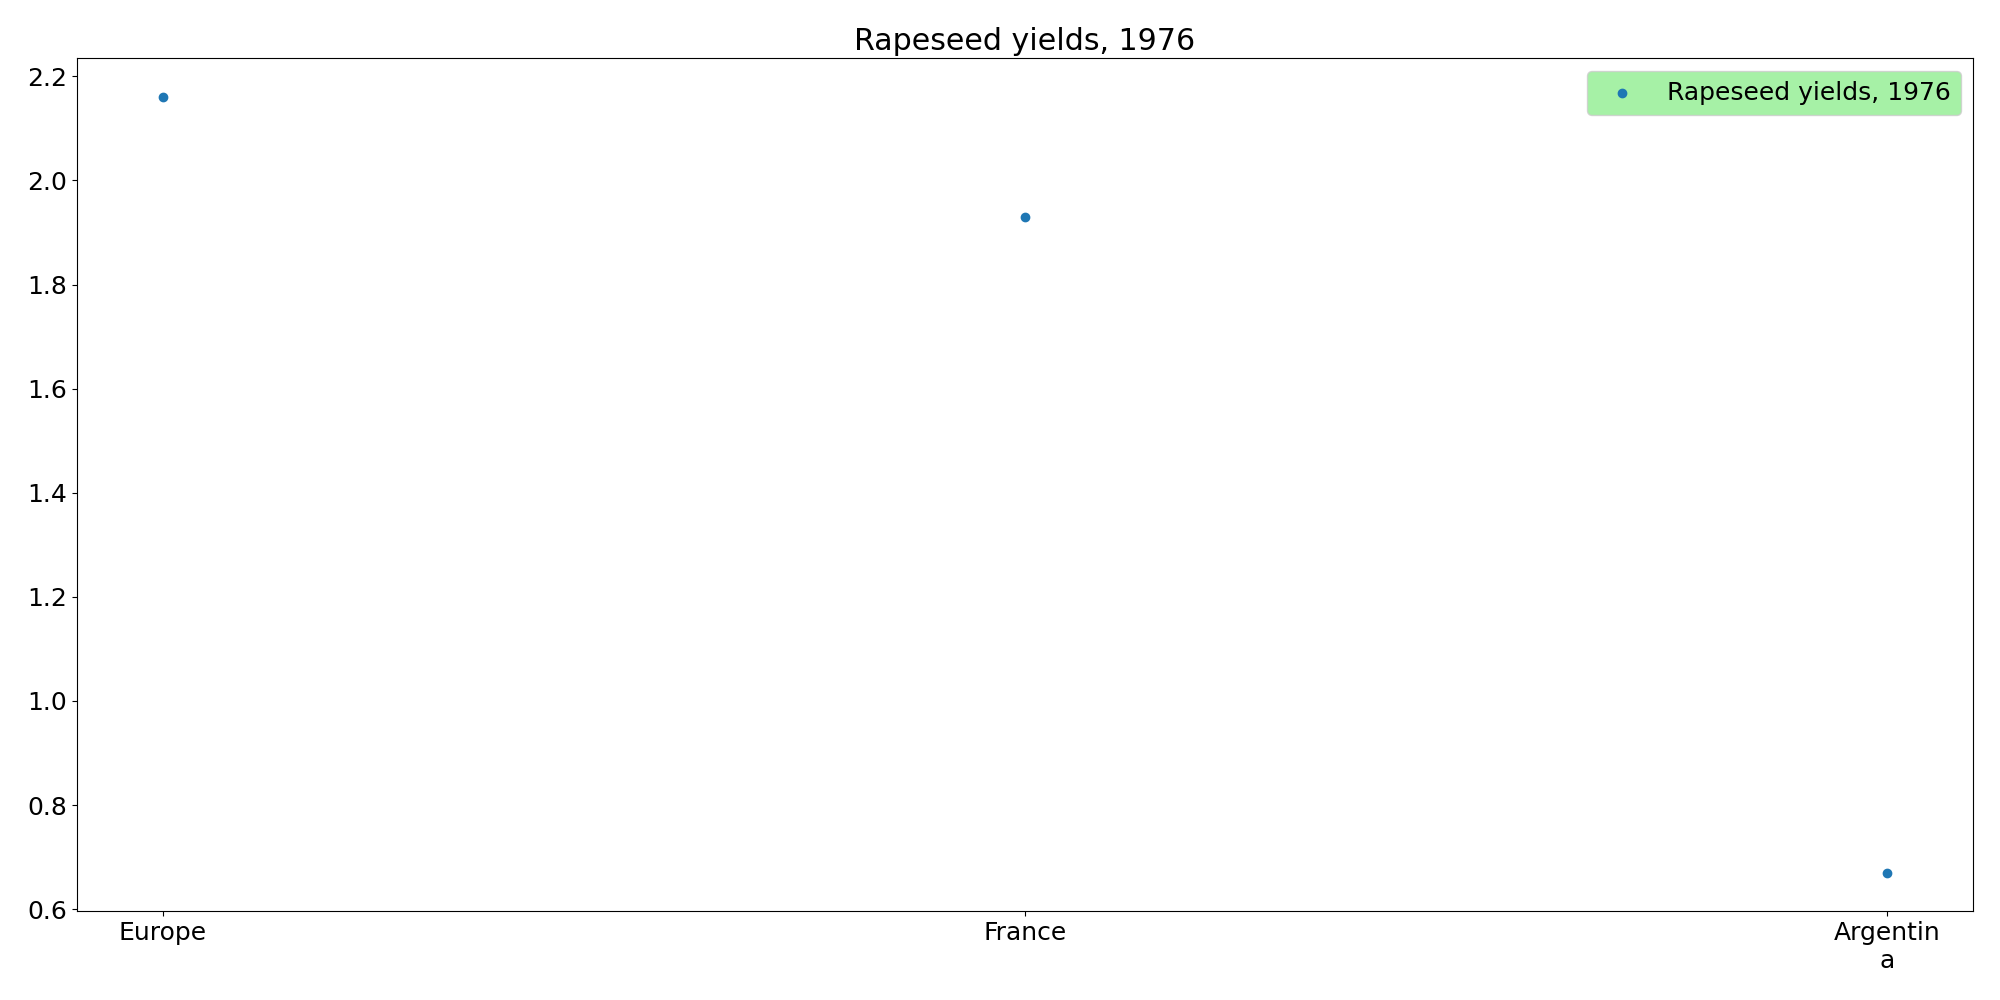 Rapeseed yields, 1976
Rapeseed yields, 1976
2.2
2.0
1.8
1.6
1.4
1.2
1.0
0.8
0.6
Europe
France
Argentin
a